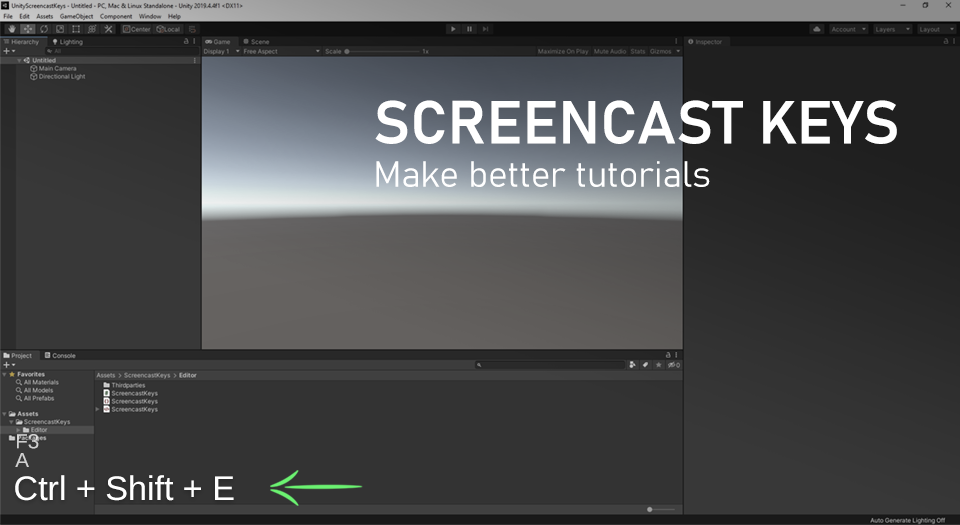 UnityScreencastKeys - Untitled - PC, Mac & Linux Standalone - Unity 2019.4.4f1 <DX11>
File Edit Assets GameObject Component Window Help
Center Local Account Layers Layout
Hierarchy Lighting
All
Untitled
Main Camera
Directional Light
Game Scene
Display 1 Free Aspect Scale 1x Maximize On Play Mute Audio Stats Gizmos
Inspector
SCREENCAST KEYS
Make better tutorials
Project Console
0
Favorites
All Materials
All Models
All Prefabs
Assets
ScreencastKeys
Editor
Packages
Assets > ScreencastKeys > Editor
Thirdparties
ScreencastKeys
ScreencastKeys
ScreencastKeys
F3
A
Ctrl + Shift + E
Auto Generate Lighting Off